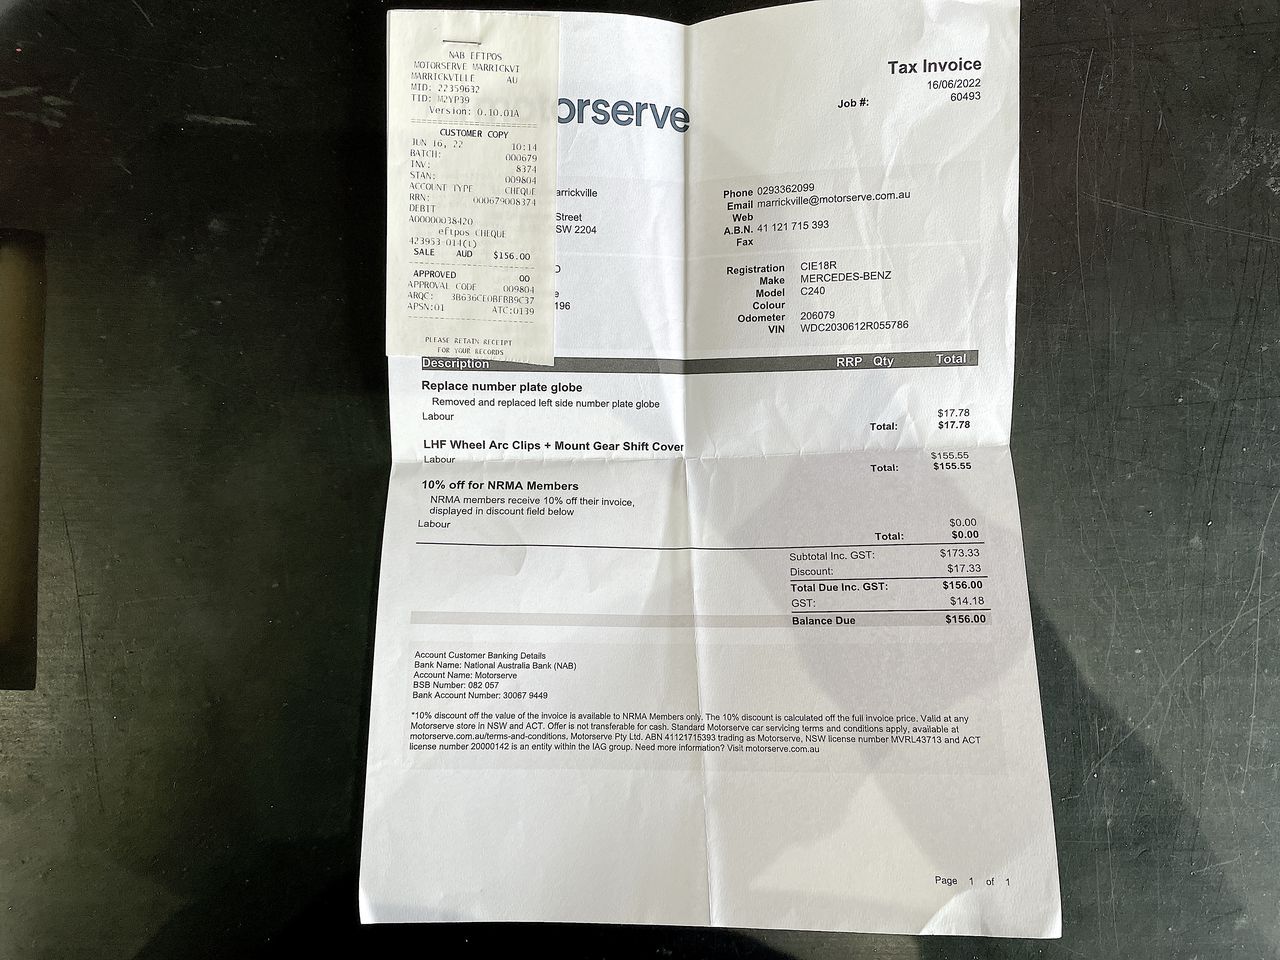 NAB EFTPOS
MOTORSERVE MARRICKVI
MARRICKVILLE AU
MID: 22359632
TID: M2YP39
Version: 0.10.01A
CUSTOMER COPY
JUN 16, 22 10:14
BATCH: 000679
INV: 8374
STAN: 009804
ACCOUNT TYPE CHEQUE
RRN: 000679008374
DEBIT
A00000038420
eftpos CHEQUE
423953-014(t)
SALE AUD $156.00
APPROVED 00
APPROVAL CODE 009804
ARQC: 3B636CE0BFBB9C37
APSN:01 ATC:0139
PLEASE RETAIN RECEIPT
FOR YOUR RECORDS
orserve
Tax Invoice
16/06/2022
Job #: 60493
arrickville
Street
SW 2204
Phone 0293362099
Email marrickville@motorserve.com.au
Web
A.B.N. 41 121 715 393
Fax
O
e
196
Registration CIE18R
Make MERCEDES-BENZ
Model C240
Colour
Odometer 206079
VIN WDC2030612R055786
Description RRP Qty Total
Replace number plate globe
Removed and replaced left side number plate globe
Labour $17.78
Total: $17.78
LHF Wheel Arc Clips + Mount Gear Shift Cover
Labour $155.55
Total: $155.55
10% off for NRMA Members
NRMA members receive 10% off their invoice,
displayed in discount field below
Labour $0.00
Total: $0.00
Subtotal Inc. GST: $173.33
Discount: $17.33
Total Due Inc. GST: $156.00
GST: $14.18
Balance Due $156.00
Account Customer Banking Details
Bank Name: National Australia Bank (NAB)
Account Name: Motorserve
BSB Number: 082 057
Bank Account Number: 30067 9449
*10% discount off the value of the invoice is available to NRMA Members only. The 10% discount is calculated off the full invoice price. Valid at any
Motorserve store in NSW and ACT. Offer is not transferable for cash. Standard Motorserve car servicing terms and conditions apply, available at
motorserve.com.au/terms-and-conditions, Motorserve Pty Ltd. ABN 41121715393 trading as Motorserve, NSW license number MVRL43713 and ACT
license number 20000142 is an entity within the IAG group. Need more information? Visit motorserve.com.au
Page 1 of 1